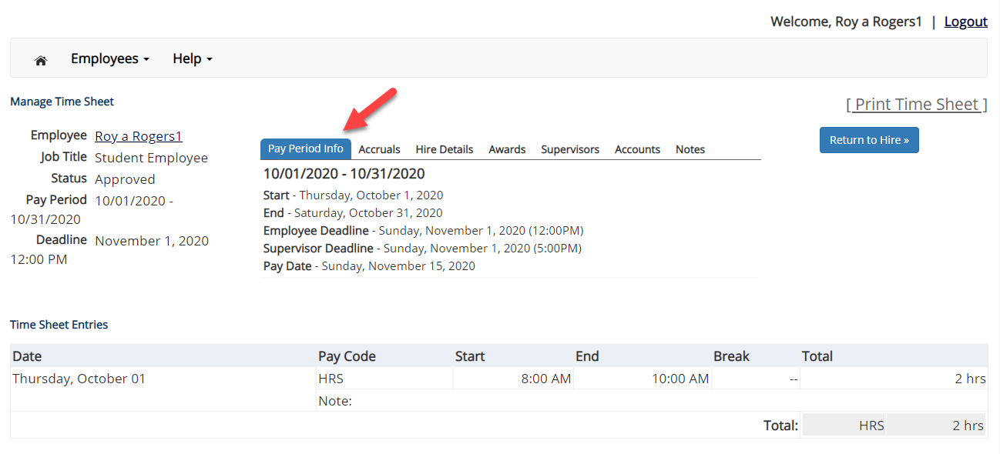 Welcome, Roy a Rogers1 | Logout
Employees Help
Manage Time Sheet
[ Print Time Sheet ]
Employee Roy a Rogers1
Job Title Student Employee
Status Approved
Pay Period 10/01/2020 -
10/31/2020
Deadline November 1, 2020
12:00 PM
Pay Period Info Accruals Hire Details Awards Supervisors Accounts Notes
10/01/2020 - 10/31/2020
Start - Thursday, October 1, 2020
End - Saturday, October 31, 2020
Employee Deadline - Sunday, November 1, 2020 (12:00PM)
Supervisor Deadline - Sunday, November 1, 2020 (5:00PM)
Pay Date - Sunday, November 15, 2020
Return to Hire »
Time Sheet Entries
Date Pay Code Start End Break Total
Thursday, October 01 HRS 8:00 AM 10:00 AM -- 2 hrs
Note:
Total: HRS 2 hrs